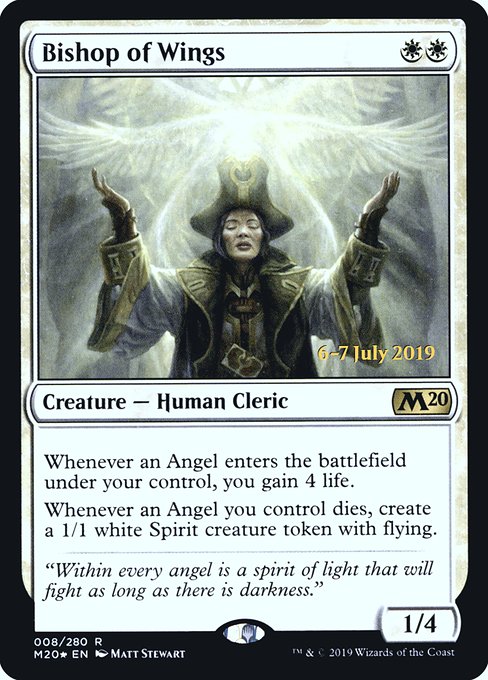 Bishop of Wings
6–7 July 2019
Creature — Human Cleric
M20
Whenever an Angel enters the battlefield
under your control, you gain 4 life.
Whenever an Angel you control dies, create
a 1/1 white Spirit creature token with flying.
“Within every angel is a spirit of light that will
fight as long as there is darkness.”
1/4
008/280 R
M20★ EN Matt Stewart
™ & © 2019 Wizards of the Coast